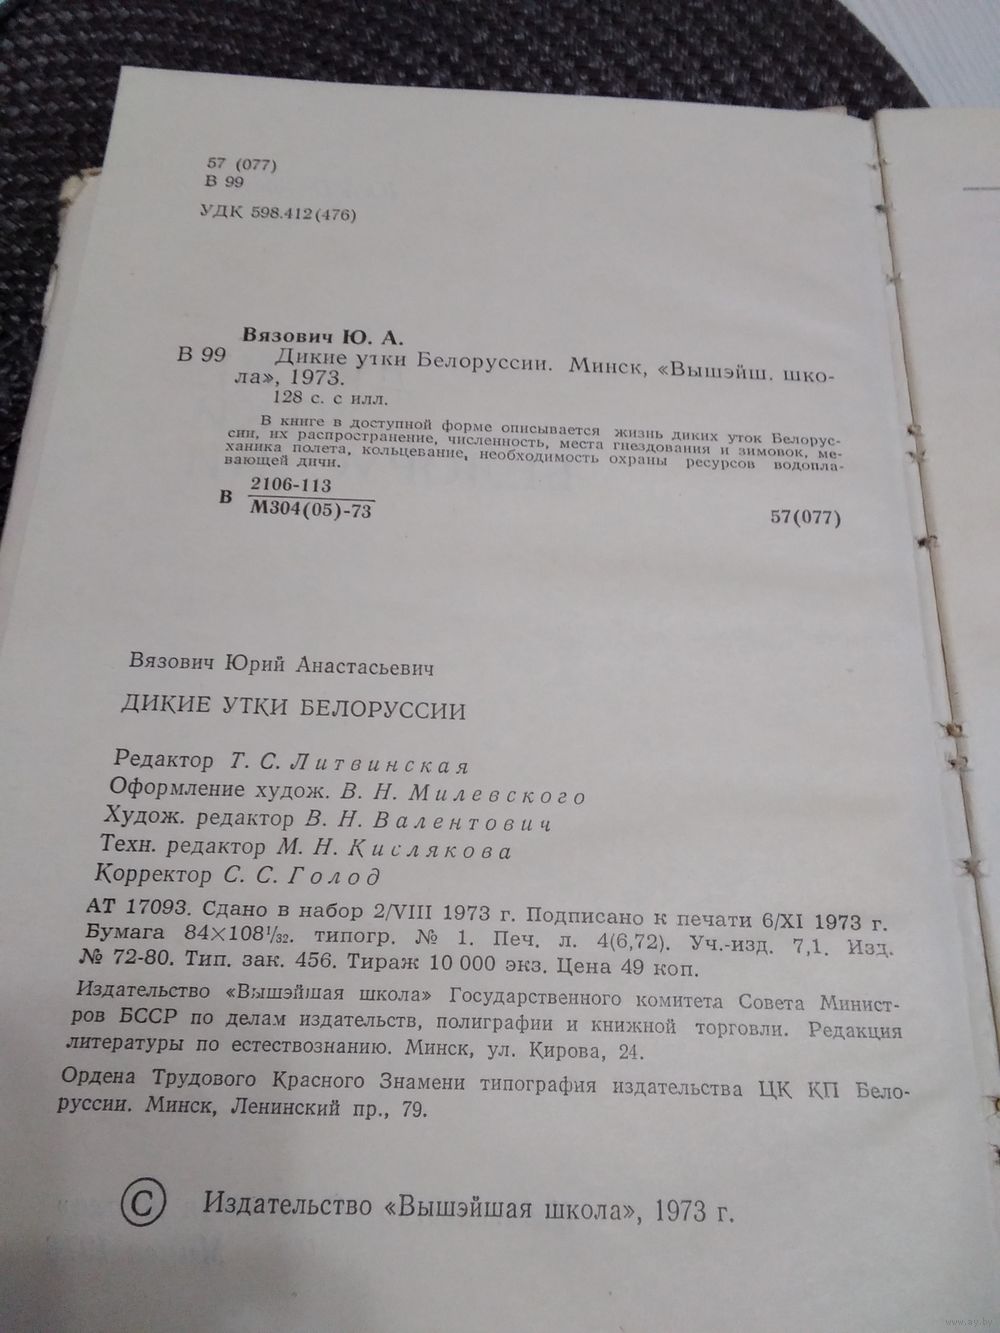 57 (077)
В 99
УДК 598.412(476)
Вязович Ю. А.
В 99 Дикие утки Белоруссии. Минск, «Вышэйш. шко-
ла», 1973.
128 с. с илл.
В книге в доступной форме описывается жизнь диких уток Белорус-
сии, их распространение, численность, места гнездования и зимовок, ме-
ханика полета, кольцевание, необходимость охраны ресурсов водопла-
вающей дичи.
В 2106-113
М304(05)-73
57(077)
Вязович Юрий Анастасьевич
ДИКИЕ УТКИ БЕЛОРУССИИ
Редактор Т. С. Литвинская
Оформление худож. В. Н. Милевского
Худож. редактор В. Н. Валентович
Техн. редактор М. Н. Кислякова
Корректор С. С. Голод
АТ 17093. Сдано в набор 2/VIII 1973 г. Подписано к печати 6/XI 1973 г.
Бумага 84×108¹/₃₂. типогр. № 1. Печ. л. 4(6,72). Уч.-изд. 7,1. Изд.
№ 72-80. Тип. зак. 456. Тираж 10 000 экз. Цена 49 коп.
Издательство «Вышэйшая школа» Государственного комитета Совета Минист-
ров БССР по делам издательств, полиграфии и книжной торговли. Редакция
литературы по естествознанию. Минск, ул. Кирова, 24.
Ордена Трудового Красного Знамени типография издательства ЦК КП Бело-
руссии. Минск, Ленинский пр., 79.
© Издательство «Вышэйшая школа», 1973 г.
www.ay.by